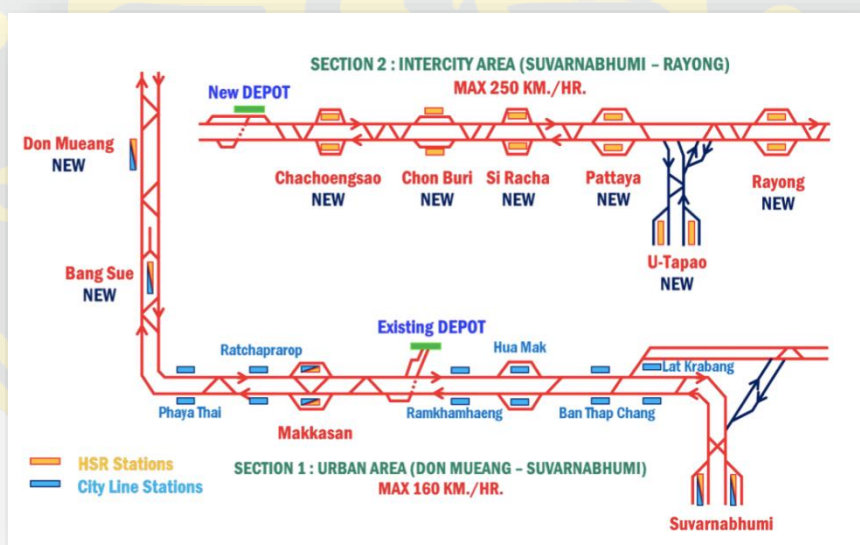 SECTION 2 : INTERCITY AREA (SUVARNABHUMI – RAYONG)
MAX 250 KM./HR.
New DEPOT
Don Mueang
NEW
Chachoengsao
NEW
Chon Buri
NEW
Si Racha
NEW
Pattaya
NEW
Rayong
NEW
U-Tapao
NEW
Bang Sue
NEW
Existing DEPOT
Ratchaprarop
Hua Mak
Lat Krabang
Phaya Thai
Makkasan
Ramkhamhaeng
Ban Thap Chang
HSR Stations
City Line Stations
SECTION 1 : URBAN AREA (DON MUEANG – SUVARNABHUMI)
MAX 160 KM./HR.
Suvarnabhumi